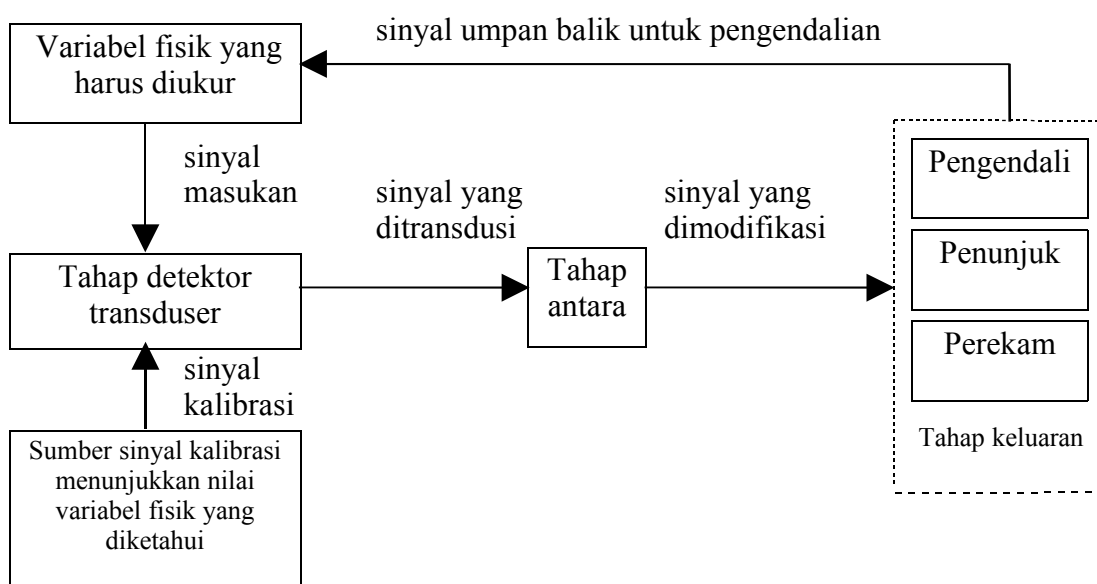 sinyal umpan balik untuk pengendalian
Variabel fisik yang
harus diukur
sinyal
masukan
sinyal yang
ditransdusi
sinyal yang
dimodifikasi
Pengendali
Penunjuk
Perekam
Tahap keluaran
Tahap detektor
transduser
Tahap
antara
sinyal
kalibrasi
Sumber sinyal kalibrasi
menunjukkan nilai
variabel fisik yang
diketahui